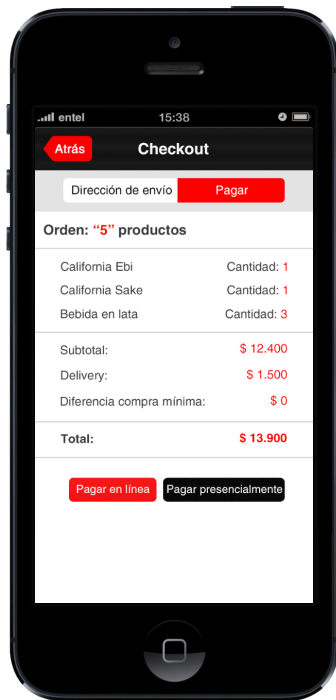 entel 15:38
Atrás Checkout
Dirección de envío Pagar
Orden: “5” productos
California Ebi Cantidad: 1
California Sake Cantidad: 1
Bebida en lata Cantidad: 3
Subtotal: $ 12.400
Delivery: $ 1.500
Diferencia compra mínima: $ 0
Total: $ 13.900
Pagar en línea Pagar presencialmente